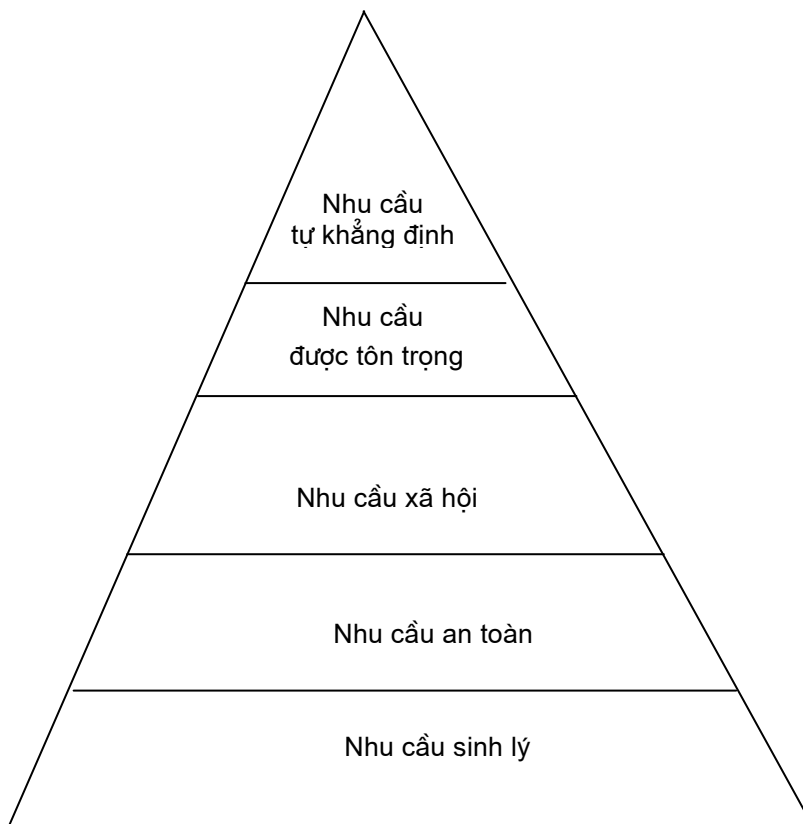 Nhu cầu
tự khẳng định
Nhu cầu
được tôn trọng
Nhu cầu xã hội
Nhu cầu an toàn
Nhu cầu sinh lý